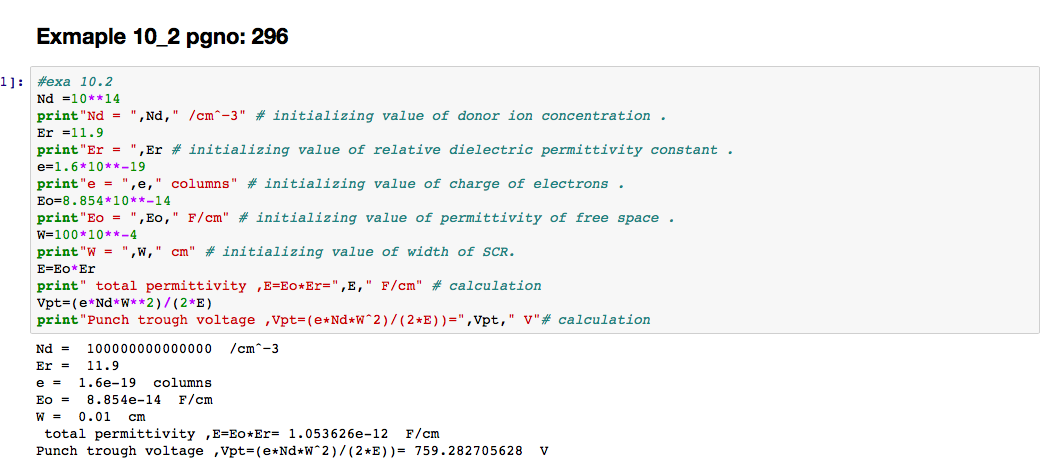 Exmaple 10_2 pgno: 296
1]: #exa 10.2
Nd =10**14
print"Nd = ",Nd," /cm^-3" # initializing value of donor ion concentration .
Er =11.9
print"Er = ",Er # initializing value of relative dielectric permittivity constant .
e=1.6*10**-19
print"e = ",e," columns" # initializing value of charge of electrons .
Eo=8.854*10**-14
print"Eo = ",Eo," F/cm" # initializing value of permittivity of free space .
W=100*10**-4
print"W = ",W," cm" # initializing value of width of SCR.
E=Eo*Er
print" total permittivity ,E=Eo*Er=",E," F/cm" # calculation
Vpt=(e*Nd*W**2)/(2*E)
print"Punch trough voltage ,Vpt=(e*Nd*W^2)/(2*E))=",Vpt," V"# calculation
Nd =  100000000000000  /cm^-3
Er =  11.9
e =  1.6e-19  columns
Eo =  8.854e-14  F/cm
W =  0.01  cm
 total permittivity ,E=Eo*Er= 1.053626e-12  F/cm
Punch trough voltage ,Vpt=(e*Nd*W^2)/(2*E))= 759.282705628  V